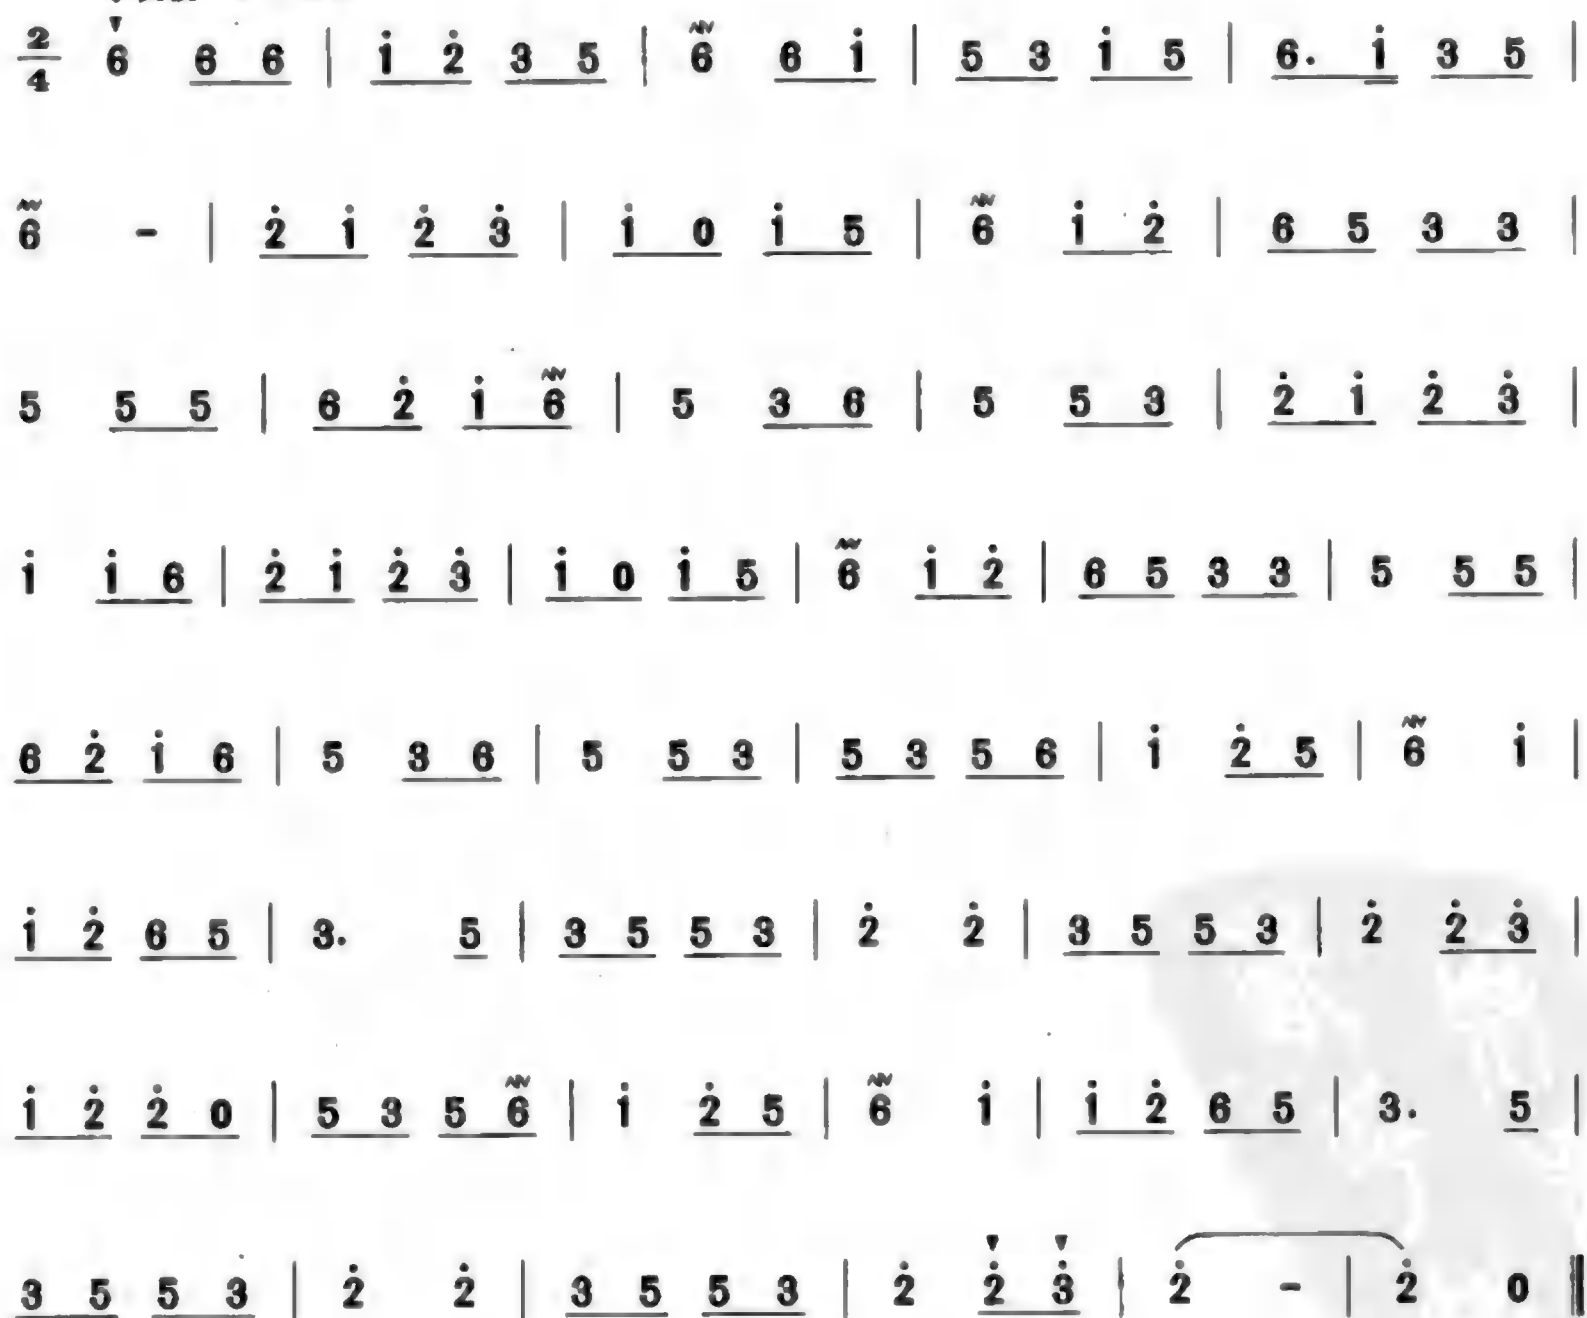 2/4 6 6 6 | i̇ 2̇ 3 5 | 6 6 i̇ | 5 3 i̇ 5 | 6. i̇ 3 5 |
6 - | 2̇ i̇ 2̇ 3̇ | i̇ 0 i̇ 5 | 6 i̇ 2̇ | 6 5 3 3 |
5 5 5 | 6 2̇ i̇ 6 | 5 3 6 | 5 5 3 | 2̇ i̇ 2̇ 3̇ |
i̇ i̇ 6 | 2̇ i̇ 2̇ 3̇ | i̇ 0 i̇ 5 | 6 i̇ 2̇ | 6 5 3 3 | 5 5 5 |
6 2̇ i̇ 6 | 5 3 6 | 5 5 3 | 5 3 5 6 | i̇ 2̇ 5 | 6 i̇ |
i̇ 2̇ 6 5 | 3. 5 | 3 5 5 3 | 2̇ 2̇ | 3 5 5 3 | 2̇ 2̇ 3̇ |
i̇ 2̇ 2̇ 0 | 5 3 5 6 | i̇ 2̇ 5 | 6 i̇ | i̇ 2̇ 6 5 | 3. 5 |
3 5 5 3 | 2̇ 2̇ | 3 5 5 3 | 2̇ 2̇ 3̇ | 2̇ - | 2̇ 0 ‖